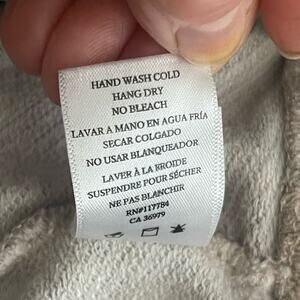 HAND WASH COLD
HANG DRY
NO BLEACH
LAVAR A MANO EN AGUA FRÍA
SECAR COLGADO
NO USAR BLANQUEADOR
LAVER À LA FROIDE
SUSPENDRE POUR SÉCHER
NE PAS BLANCHIR
RN#117784
CA 36979